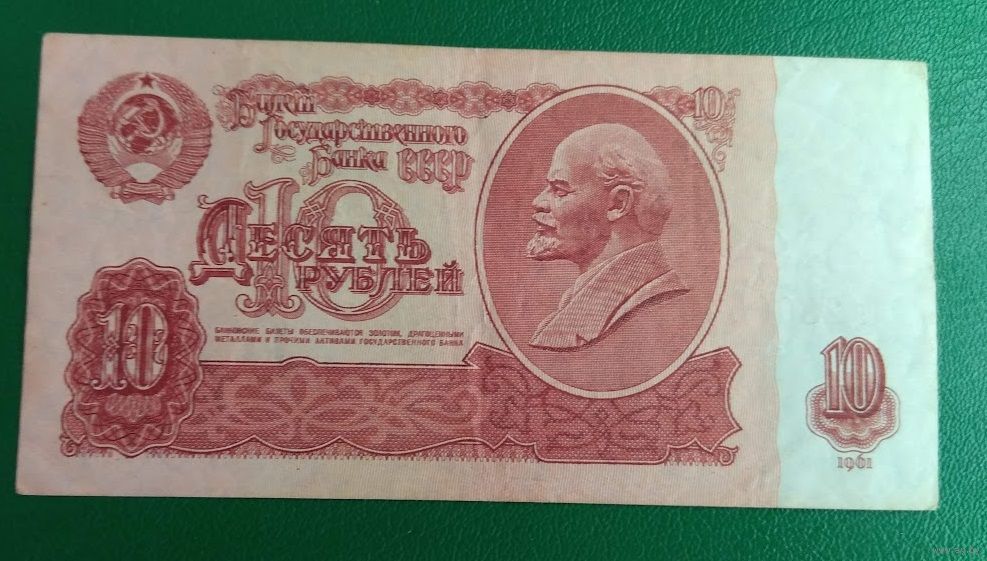 Билет
Государственного
Банка СССР
10
10
Десять
рублей
БАНКОВСКИЕ БИЛЕТЫ ОБЕСПЕЧИВАЮТСЯ ЗОЛОТОМ, ДРАГОЦЕННЫМИ
МЕТАЛЛАМИ И ПРОЧИМИ АКТИВАМИ ГОСУДАРСТВЕННОГО БАНКА
10
10
1961